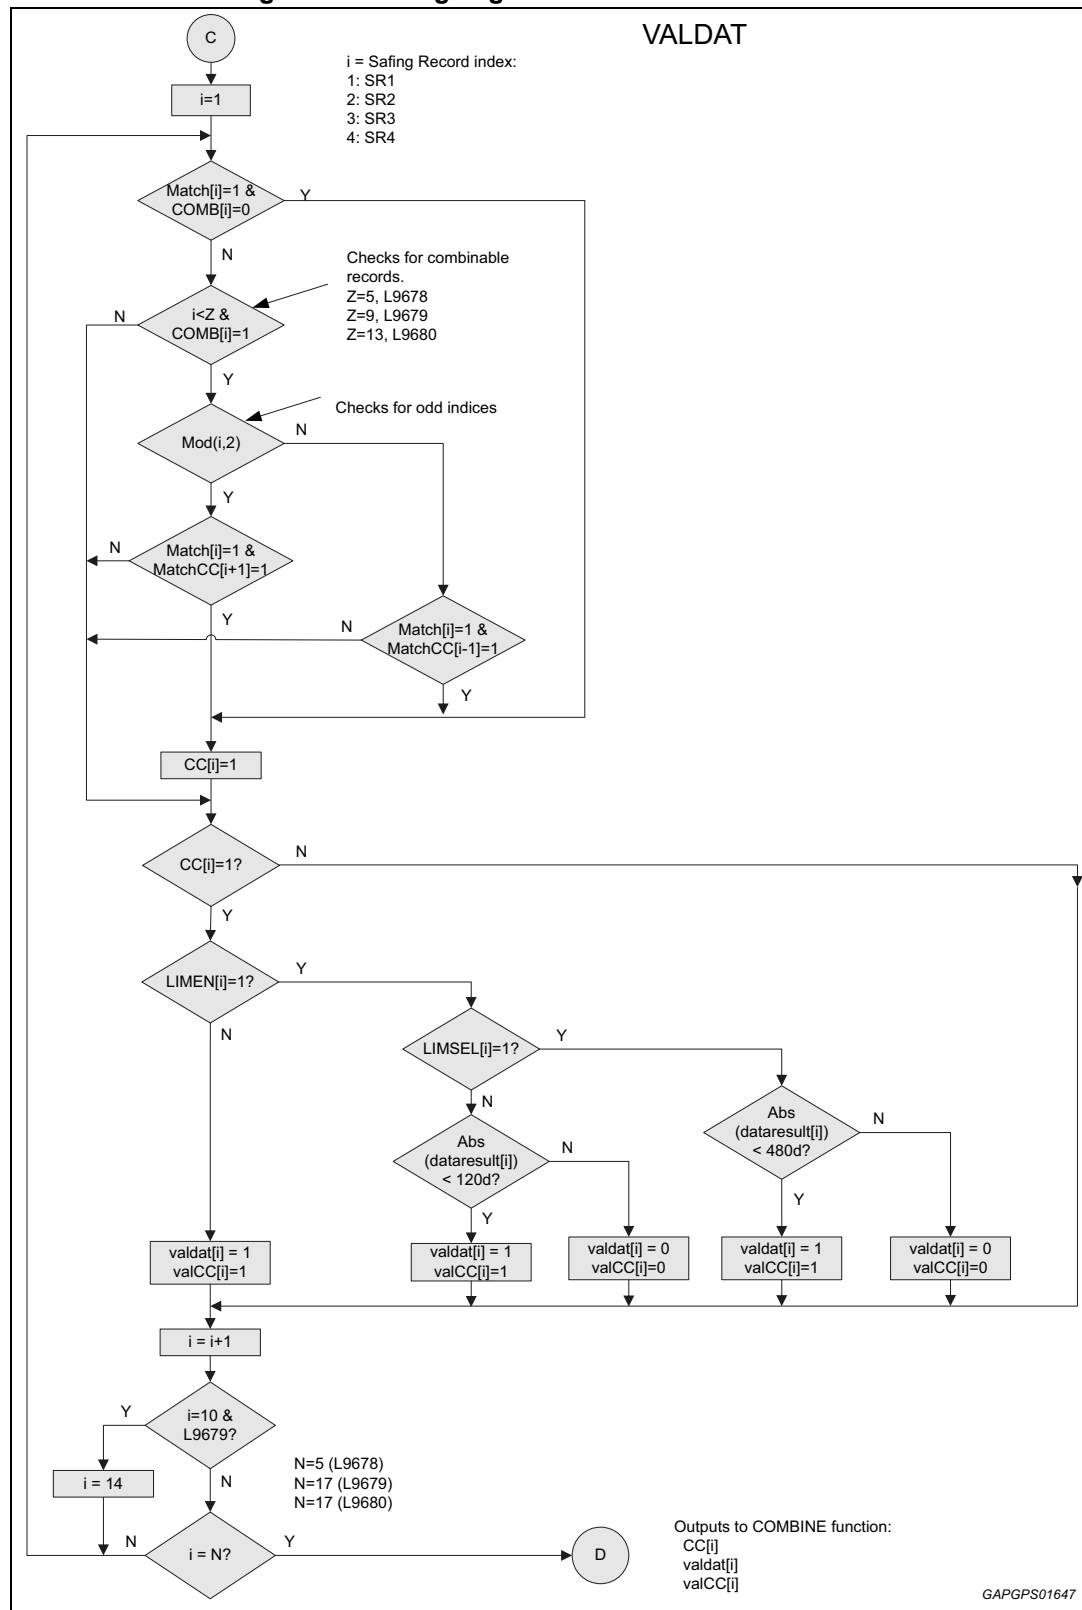 VALDAT
C
i = Safing Record index:
1: SR1
2: SR2
3: SR3
4: SR4
i=1
Match[i]=1 &
COMB[i]=0
Y
N
Checks for combinable
records.
Z=5, L9678
Z=9, L9679
Z=13, L9680
i<Z &
COMB[i]=1
N
Y
Checks for odd indices
Mod(i,2)
N
Y
Match[i]=1 &
MatchCC[i+1]=1
N
Y
Match[i]=1 &
MatchCC[i-1]=1
N
Y
CC[i]=1
CC[i]=1?
N
Y
LIMEN[i]=1?
Y
N
LIMSEL[i]=1?
Y
N
Abs
(dataresult[i])
< 120d?
N
Y
Abs
(dataresult[i])
< 480d?
N
Y
valdat[i] = 1
valCC[i]=1
valdat[i] = 1
valCC[i]=1
valdat[i] = 0
valCC[i]=0
valdat[i] = 1
valCC[i]=1
valdat[i] = 0
valCC[i]=0
i = i+1
i=10 &
L9679?
Y
N
i = 14
N=5 (L9678)
N=17 (L9679)
N=17 (L9680)
i = N?
N
Y
D
Outputs to COMBINE function:
CC[i]
valdat[i]
valCC[i]
GAPGPS01647